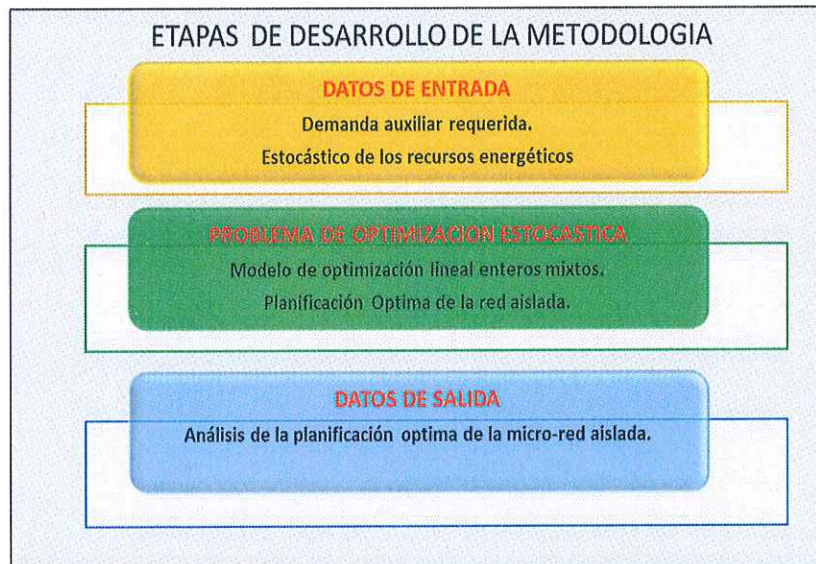 ETAPAS DE DESARROLLO DE LA METODOLOGIA
DATOS DE ENTRADA
Demanda auxiliar requerida.
Estocástico de los recursos energéticos
PROBLEMA DE OPTIMIZACION ESTOCASTICA
Modelo de optimización lineal enteros mixtos.
Planificación Optima de la red aislada.
DATOS DE SALIDA
Análisis de la planificación optima de la micro-red aislada.